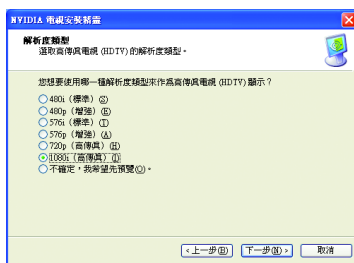 NVIDIA 電視安裝精靈
解析度類型
選取高傳真電視 (HDTV) 的解析度類型。
您想要使用哪一種解析度類型來作為高傳真電視 (HDTV) 顯示？
480i (標準) (S)
480p (增強) (E)
576i (標準) (T)
576p (增強) (A)
720p (高傳真) (H)
1080i (高傳真) (I)
不確定，我希望先預覽(O)。
<上一步(B)
下一步(N)>
取消